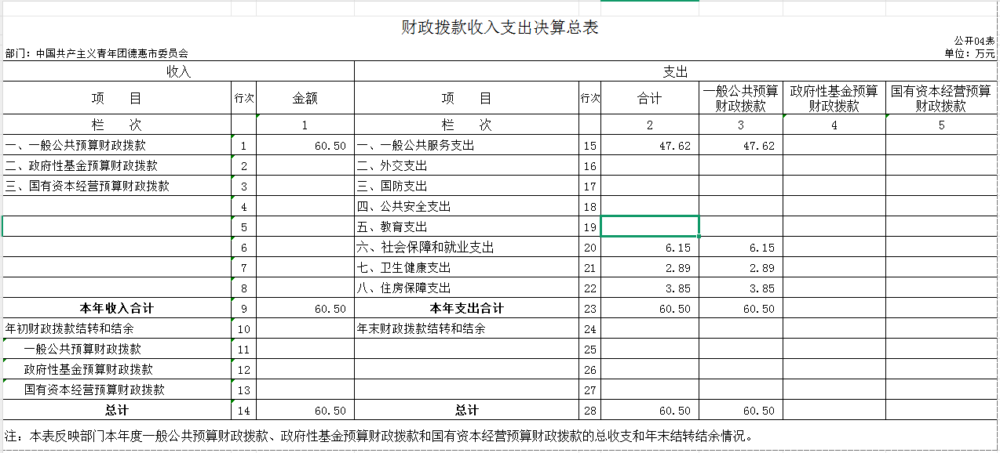 财政拨款收入支出决算总表
公开04表
部门：中国共产主义青年团德惠市委员会 单位：万元
收入 支出
项 目 行次 金额 项 目 行次 合计 一般公共预算财政拨款 政府性基金预算财政拨款 国有资本经营预算财政拨款
栏 次 1 栏 次 2 3 4 5
一、一般公共预算财政拨款 1 60.50 一、一般公共服务支出 15 47.62 47.62
二、政府性基金预算财政拨款 2 二、外交支出 16
三、国有资本经营预算财政拨款 3 三、国防支出 17
4 四、公共安全支出 18
5 五、教育支出 19
6 六、社会保障和就业支出 20 6.15 6.15
7 七、卫生健康支出 21 2.89 2.89
8 八、住房保障支出 22 3.85 3.85
本年收入合计 9 60.50 本年支出合计 23 60.50 60.50
年初财政拨款结转和结余 10 年末财政拨款结转和结余 24
一般公共预算财政拨款 11 25
政府性基金预算财政拨款 12 26
国有资本经营预算财政拨款 13 27
总计 14 60.50 总计 28 60.50 60.50
注：本表反映部门本年度一般公共预算财政拨款、政府性基金预算财政拨款和国有资本经营预算财政拨款的总收支和年末结转结余情况。